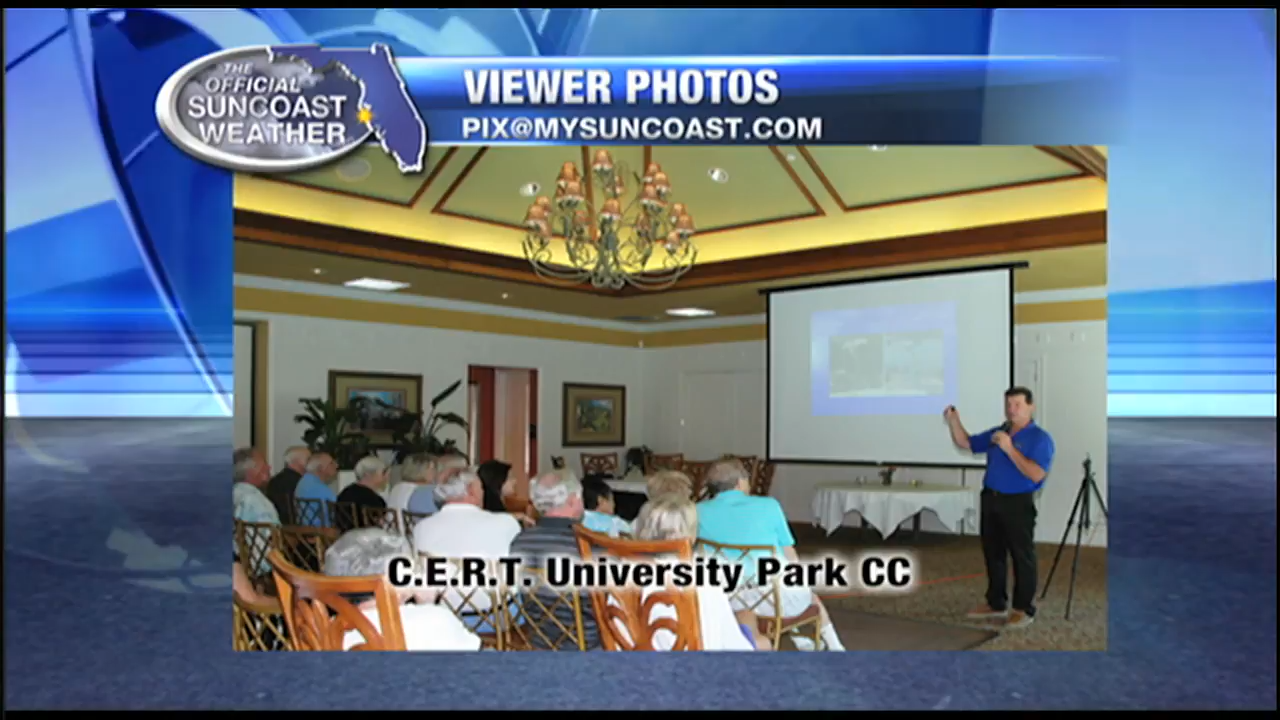 THE
OFFICIAL
SUNCOAST
WEATHER
VIEWER PHOTOS
PIX@MYSUNCOAST.COM
C.E.R.T. University Park CC